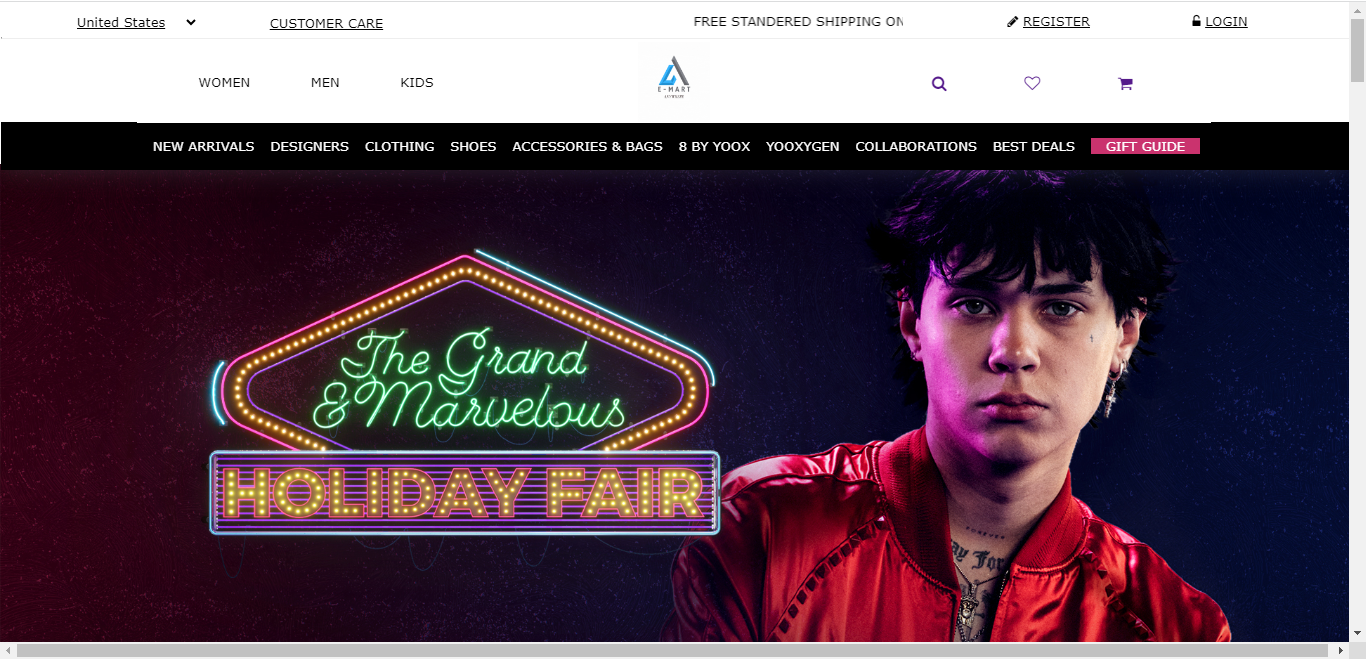 United States
CUSTOMER CARE
FREE STANDERED SHIPPING ON
REGISTER
LOGIN
WOMEN
MEN
KIDS
E-MART
NEW ARRIVALS
DESIGNERS
CLOTHING
SHOES
ACCESSORIES & BAGS
8 BY YOOX
YOOXYGEN
COLLABORATIONS
BEST DEALS
GIFT GUIDE
The Grand
& Marvelous
HOLIDAY FAIR
FOREVER